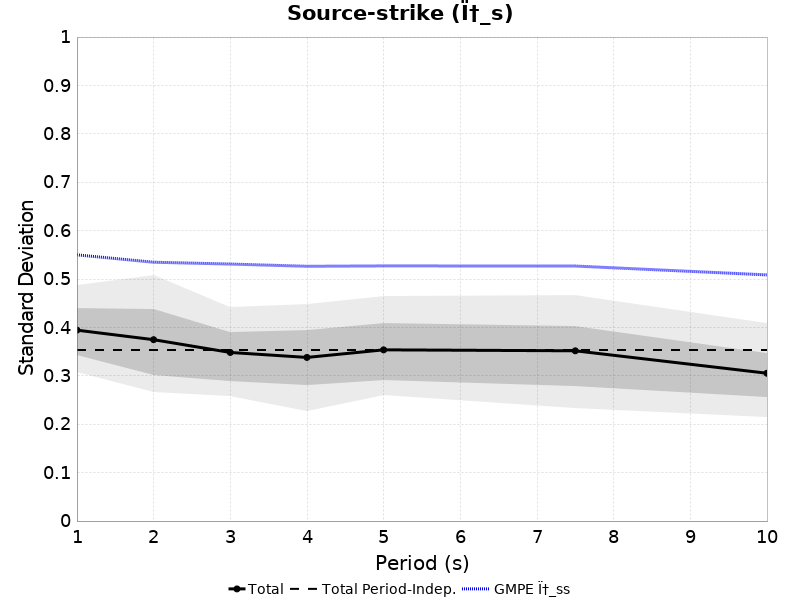 Source-strike (Ï†_s)
1
0.9
0.8
0.7
0.6
0.5
0.4
0.3
0.2
0.1
0
Standard Deviation
1 2 3 4 5 6 7 8 9 10
Period (s)
Total Total Period-Indep. GMPE Ï†_ss